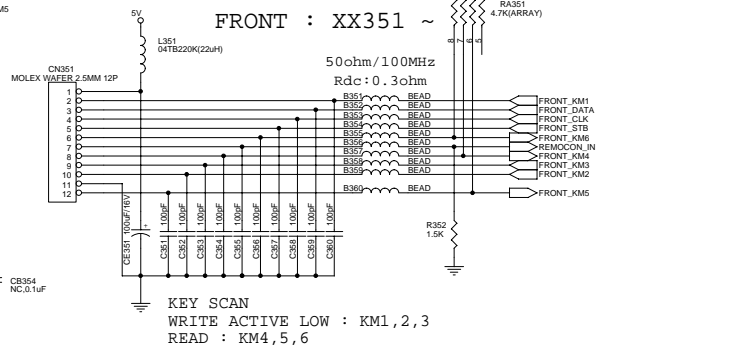 M5
5V
FRONT : XX351 ~
RA351
4.7K(ARRAY)
8
7
6
5
L351
04TB220K(22uH)
50ohm/100MHz
Rdc:0.3ohm
CN351
MOLEX WAFER 2.5MM 12P
1
2
3
4
5
6
7
8
9
10
11
12
B351 BEAD FRONT_KM1
B352 BEAD FRONT_DATA
B353 BEAD FRONT_CLK
B354 BEAD FRONT_STB
B355 BEAD FRONT_KM6
B356 BEAD REMOCON_IN
B357 BEAD FRONT_KM4
B358 BEAD FRONT_KM3
B359 BEAD FRONT_KM2
B360 BEAD FRONT_KM5
CE351 100uF/16V
+
C351 100pF
C352 100pF
C353 100pF
C354 100pF
C355 100pF
C356 100pF
C357 100pF
C358 100pF
C359 100pF
C360 100pF
R352
1.5K
CB354
NC,0.1uF
KEY SCAN
WRITE ACTIVE LOW : KM1,2,3
READ : KM4,5,6